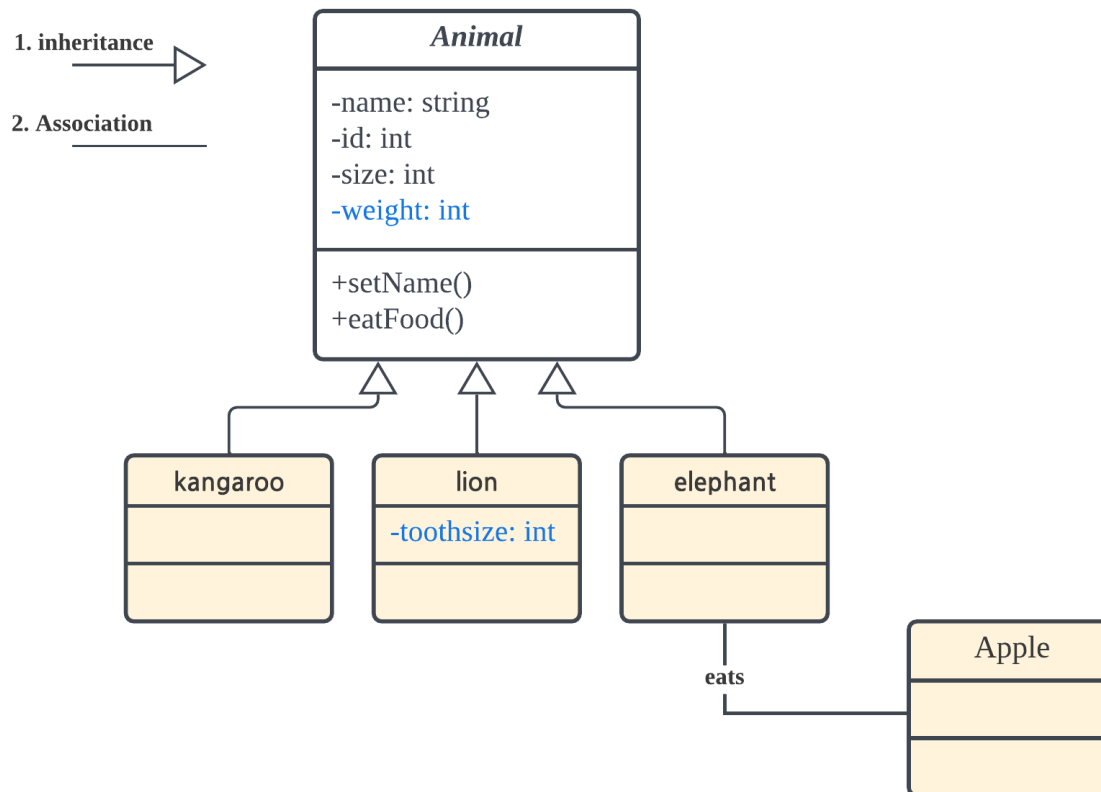 1. inheritance
2. Association
Animal
-name: string
-id: int
-size: int
-weight: int
+setName()
+eatFood()
kangaroo
lion
-toothsize: int
elephant
eats
Apple